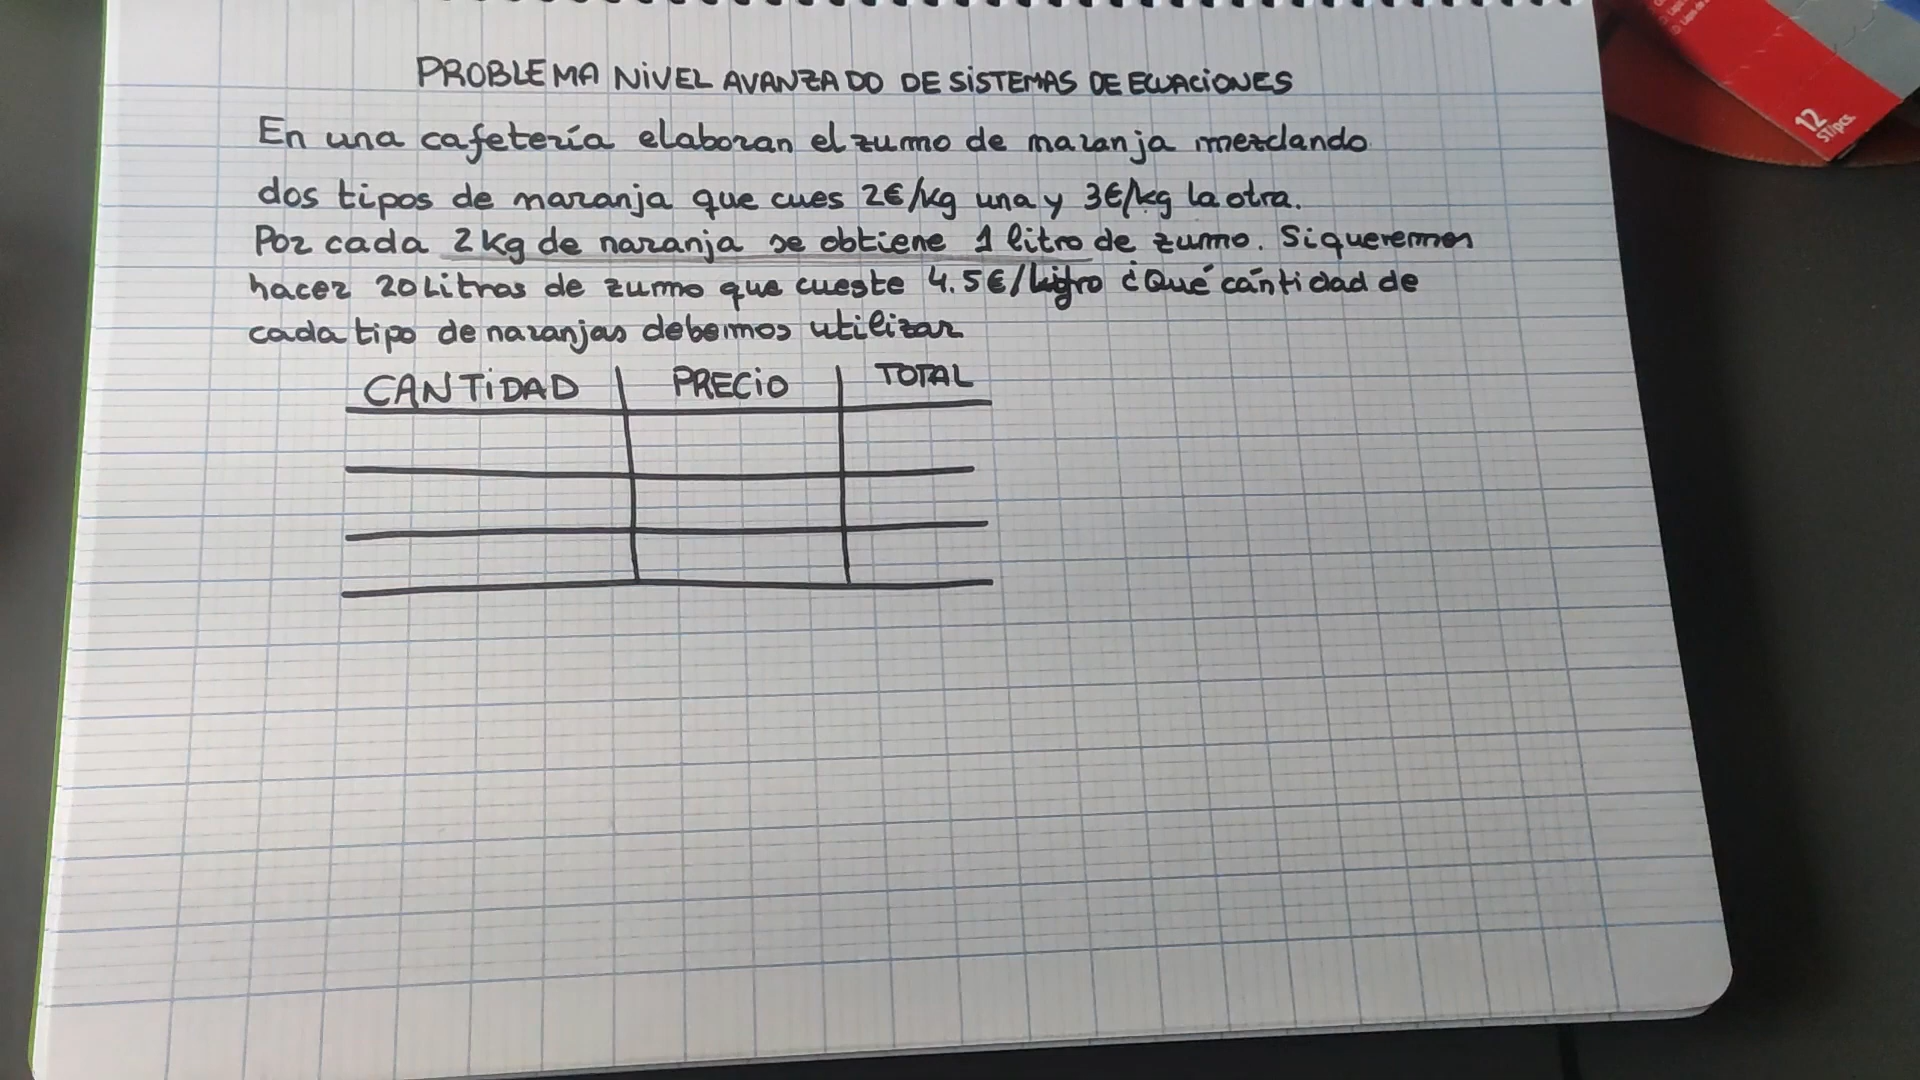 PROBLEMA NIVEL AVANZADO DE SISTEMAS DE ECUACIONES
En una cafetería elaboran el zumo de naranja mezclando
dos tipos de naranja que cues 2€/kg una y 3€/kg la otra.
Por cada 2kg de naranja se obtiene 1 litro de zumo. Si queremos
hacer 20 Litros de zumo que cueste 4.5€/litro ¿Qué cántidad de
cada tipo de naranjas debemos utilizar
CANTIDAD PRECIO TOTAL
12
ST/pcs